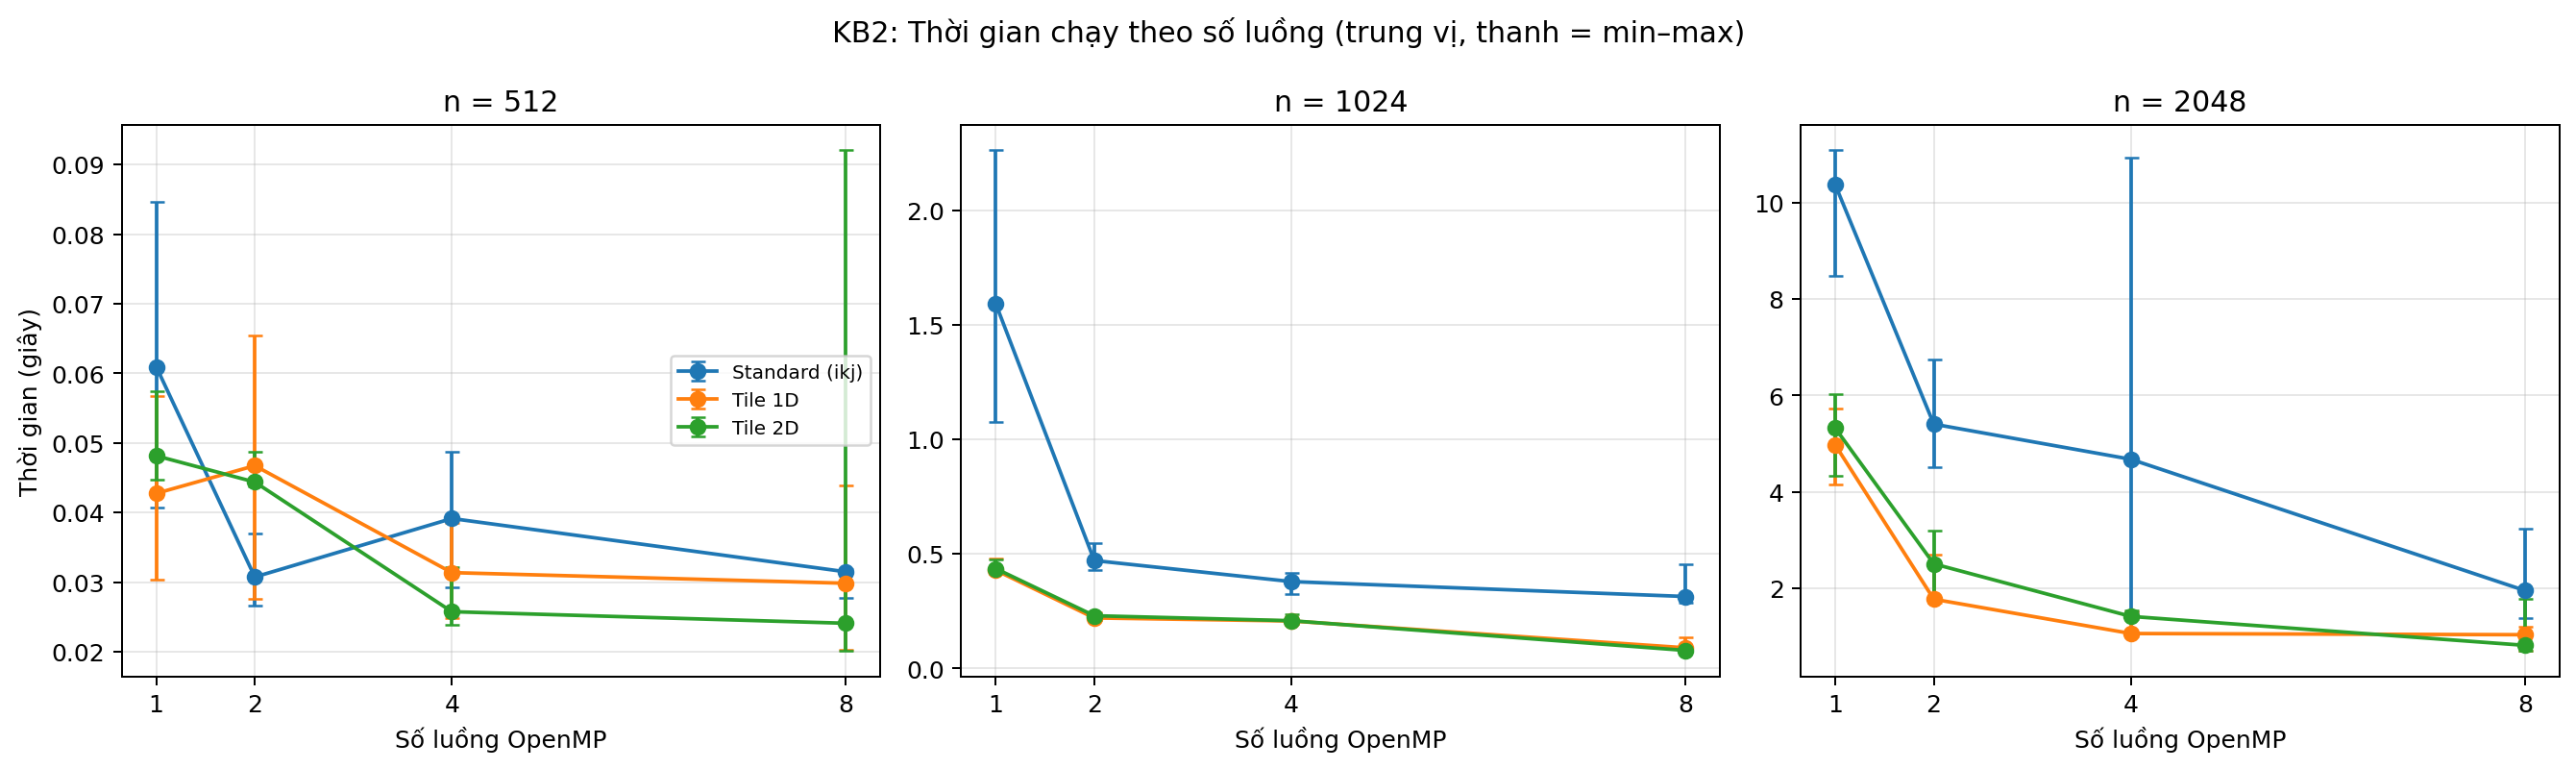 KB2: Thời gian chạy theo số luồng (trung vị, thanh = min–max)
n = 512
Thời gian (giây)
0.09
0.08
0.07
0.06
0.05
0.04
0.03
0.02
Standard (ikj)
Tile 1D
Tile 2D
1 2 4 8
Số luồng OpenMP
n = 1024
2.0
1.5
1.0
0.5
0.0
1 2 4 8
Số luồng OpenMP
n = 2048
10
8
6
4
2
1 2 4 8
Số luồng OpenMP